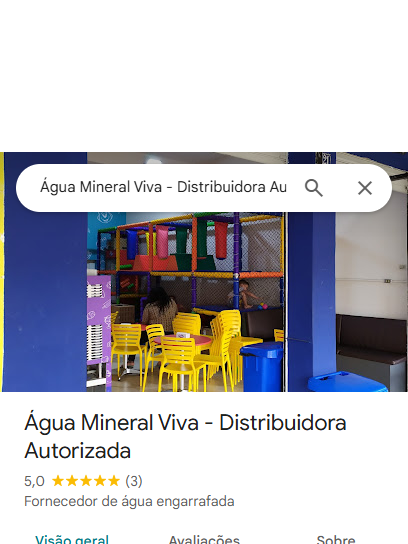 Água Mineral Viva - Distribuidora Au
Água Mineral Viva - Distribuidora
Autorizada
5,0 ★★★★★ (3)
Fornecedor de água engarrafada
Visão geral Avaliações Sobre